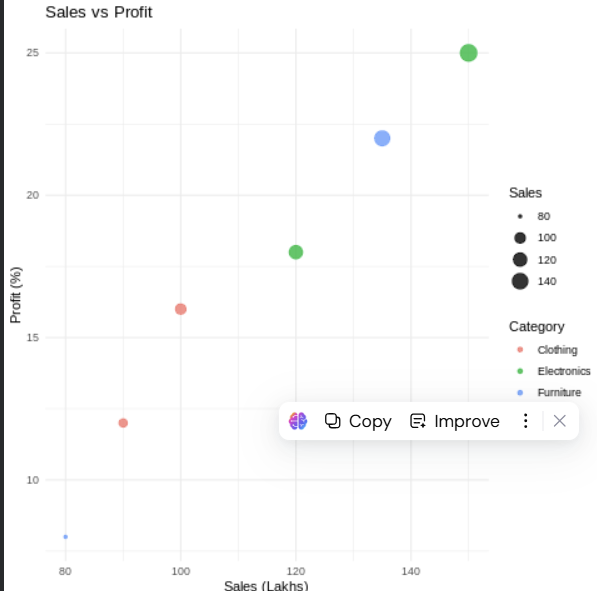 Sales vs Profit
25
20
15
10
Profit (%)
80
100
120
140
Sales (Lakhs)
Sales
80
100
120
140
Category
Clothing
Electronics
Furniture
Copy
Improve